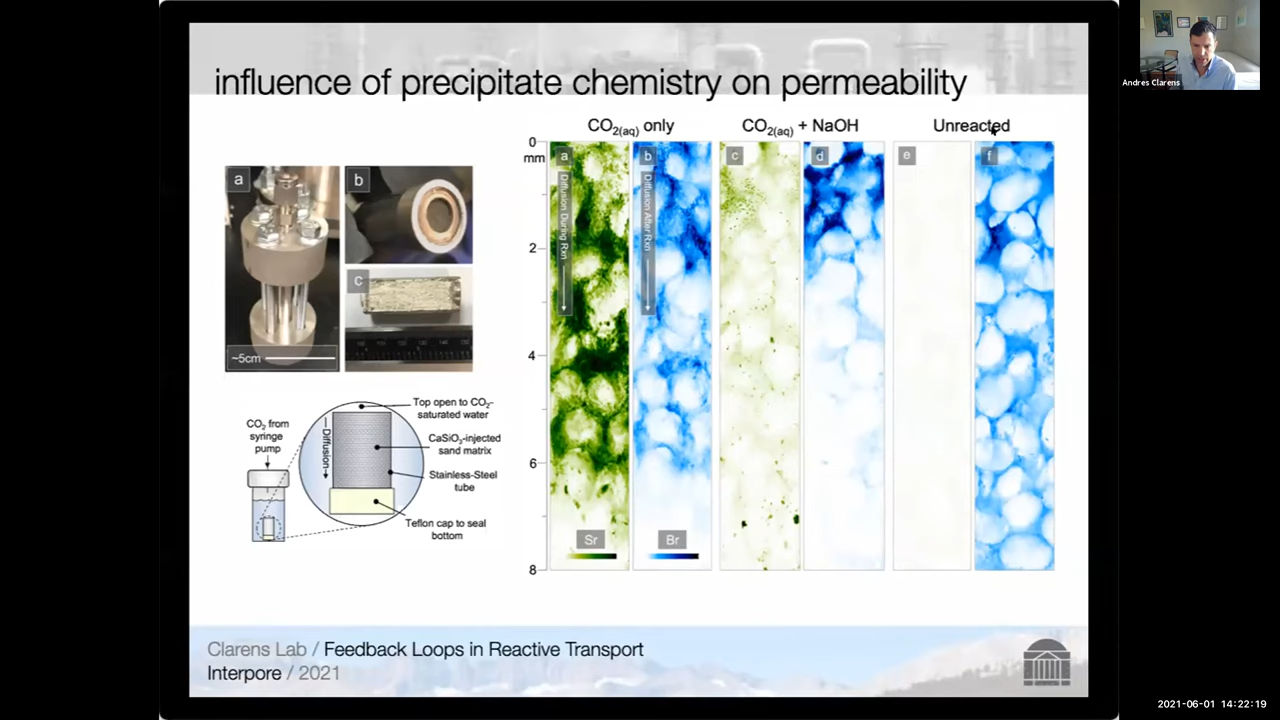 Andres Clarens
influence of precipitate chemistry on permeability
CO2(aq) only
CO2(aq) + NaOH
Unreacted
0
mm
2
4
6
8
a
b
c
~5cm
a
b
c
d
e
f
Diffusion During Rxn
Diffusion After Rxn
Sr
Br
CO2 from
syringe
pump
Diffusion
Top open to CO2-
saturated water
CaSiO3-injected
sand matrix
Stainless-Steel
tube
Teflon cap to seal
bottom
Clarens Lab / Feedback Loops in Reactive Transport
Interpore / 2021
2021-06-01 14:22:19